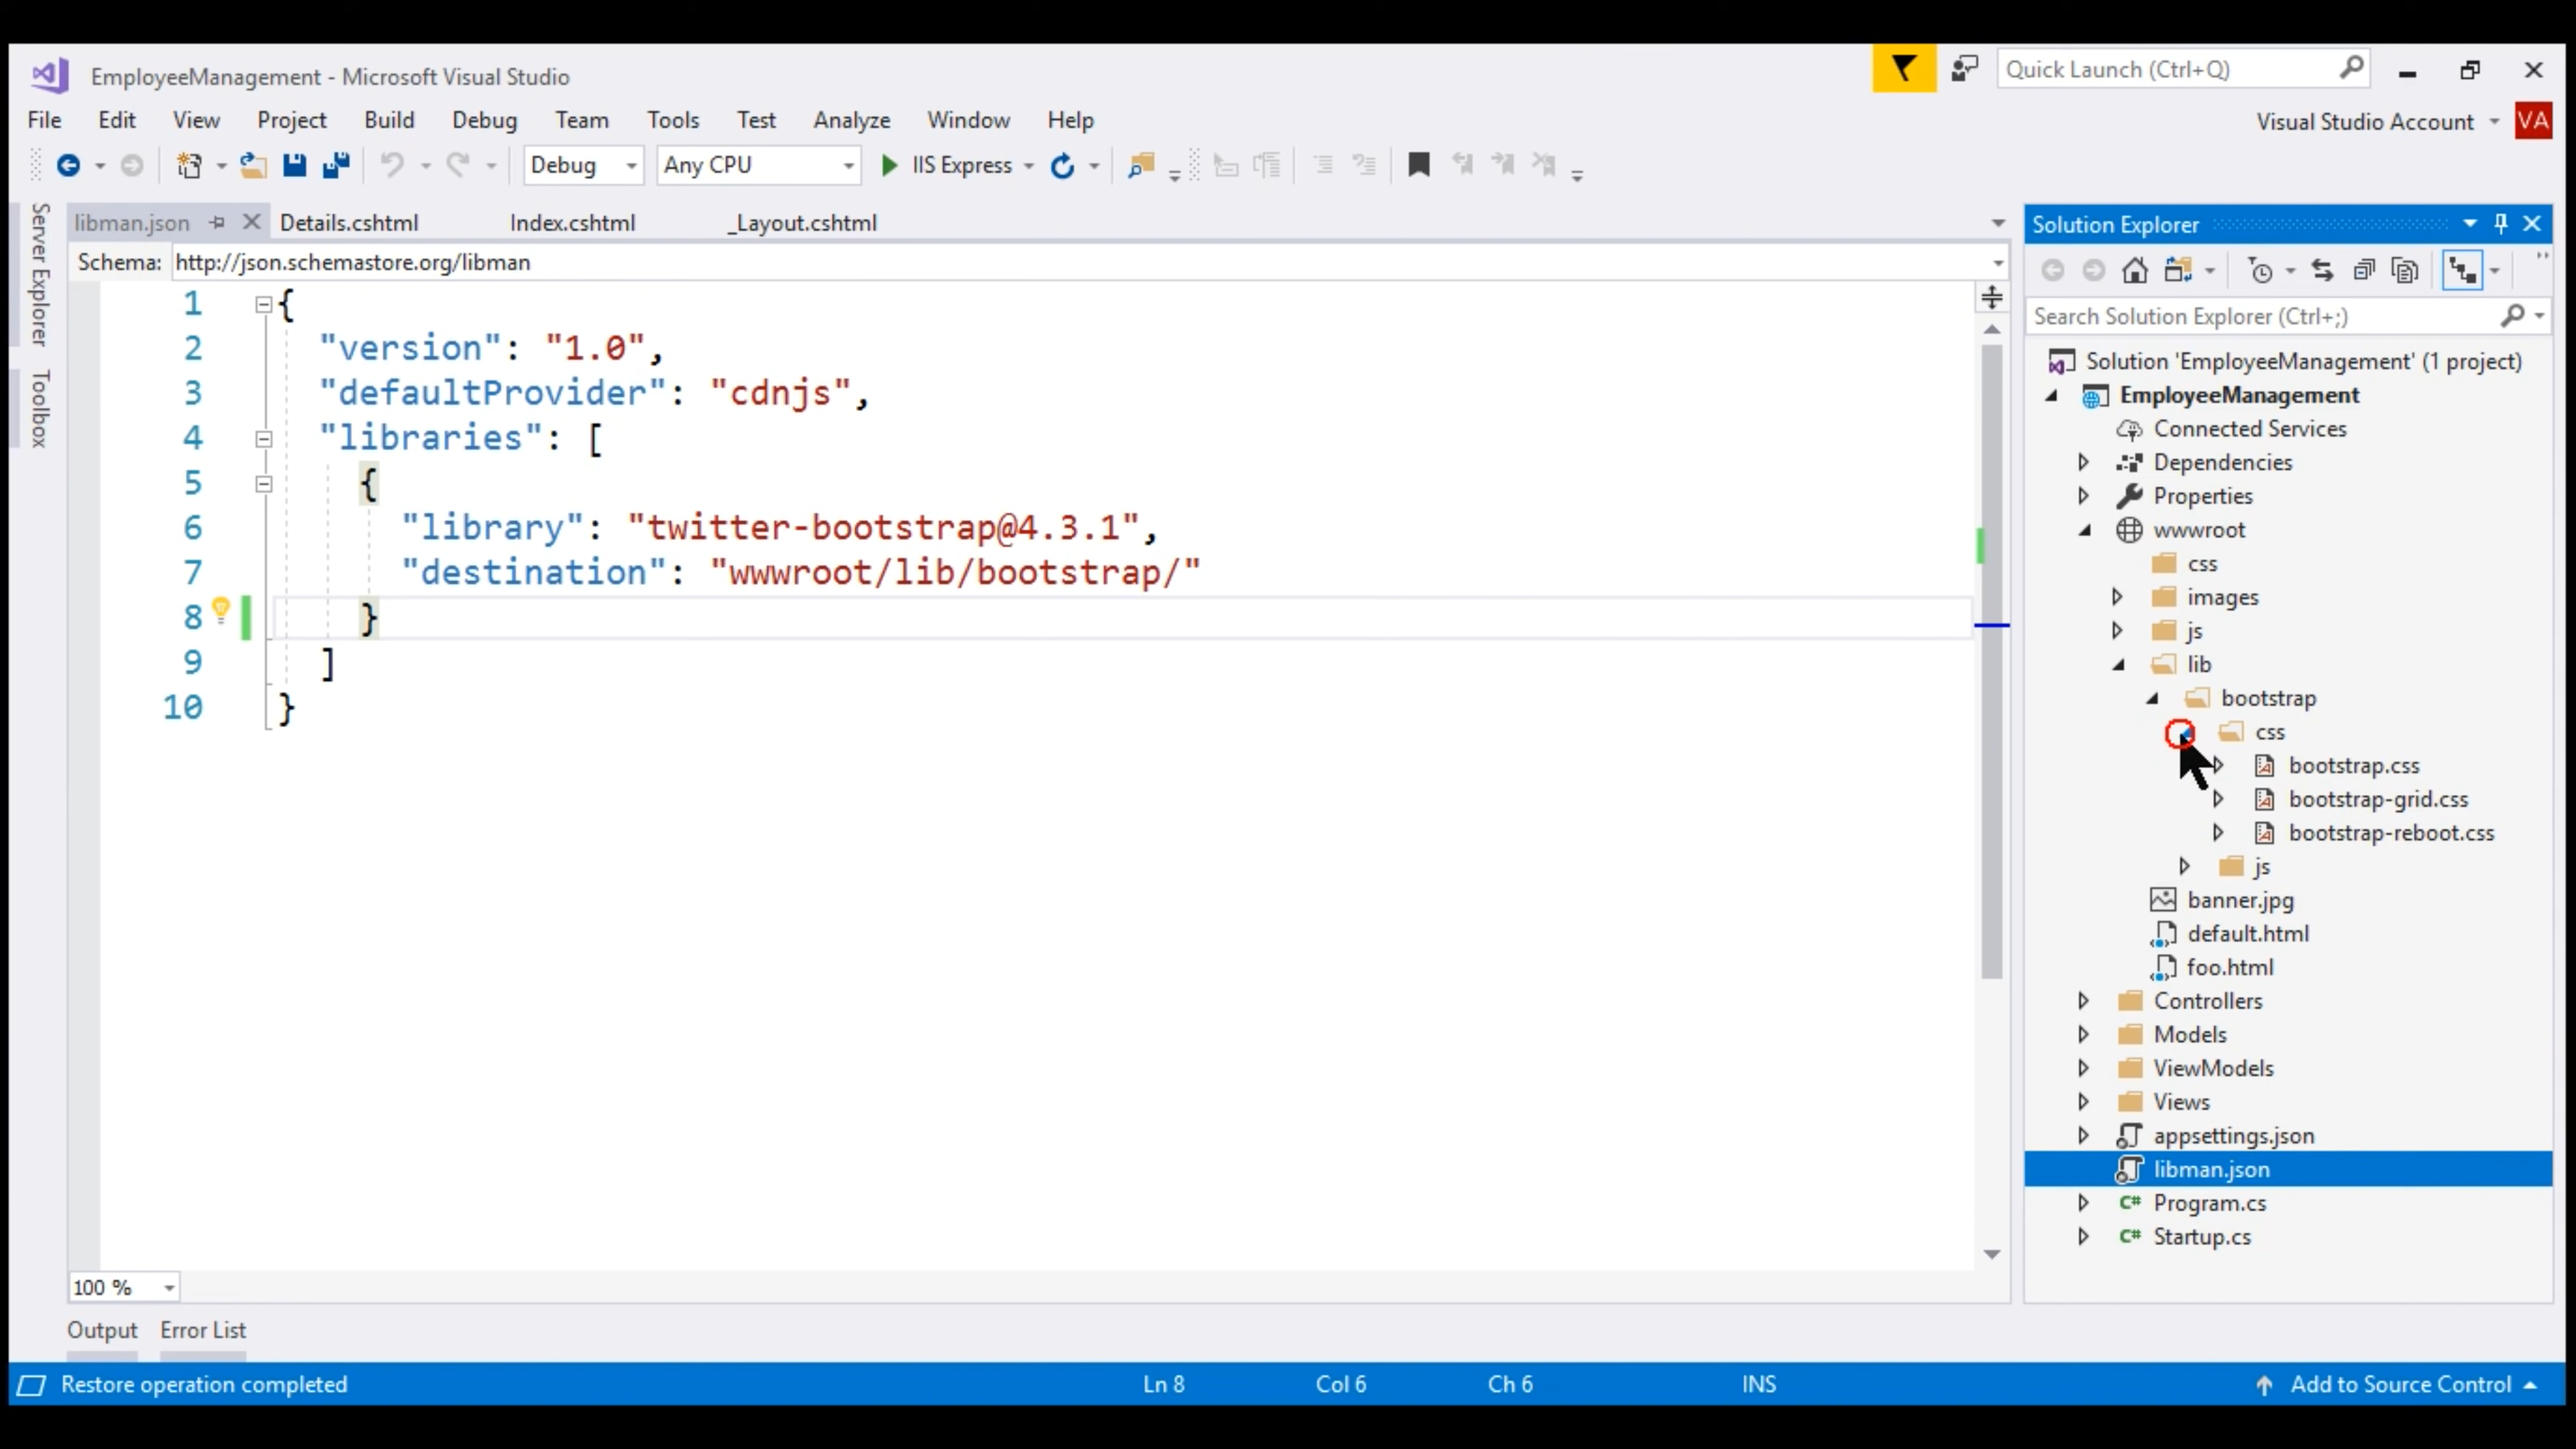 EmployeeManagement - Microsoft Visual Studio
Quick Launch (Ctrl+Q)
File Edit View Project Build Debug Team Tools Test Analyze Window Help
Visual Studio Account VA
Debug Any CPU IIS Express
Server Explorer
Toolbox
libman.json Details.cshtml Index.cshtml _Layout.cshtml
Schema: http://json.schemastore.org/libman
1 {
2 "version": "1.0",
3 "defaultProvider": "cdnjs",
4 "libraries": [
5 {
6 "library": "twitter-bootstrap@4.3.1",
7 "destination": "wwwroot/lib/bootstrap/"
8 }
9 ]
10 }
100 %
Output Error List
Solution Explorer
Search Solution Explorer (Ctrl+;)
Solution 'EmployeeManagement' (1 project)
EmployeeManagement
Connected Services
Dependencies
Properties
wwwroot
css
images
js
lib
bootstrap
css
bootstrap.css
bootstrap-grid.css
bootstrap-reboot.css
js
banner.jpg
default.html
foo.html
Controllers
Models
ViewModels
Views
appsettings.json
libman.json
C# Program.cs
C# Startup.cs
Restore operation completed Ln 8 Col 6 Ch 6 INS Add to Source Control